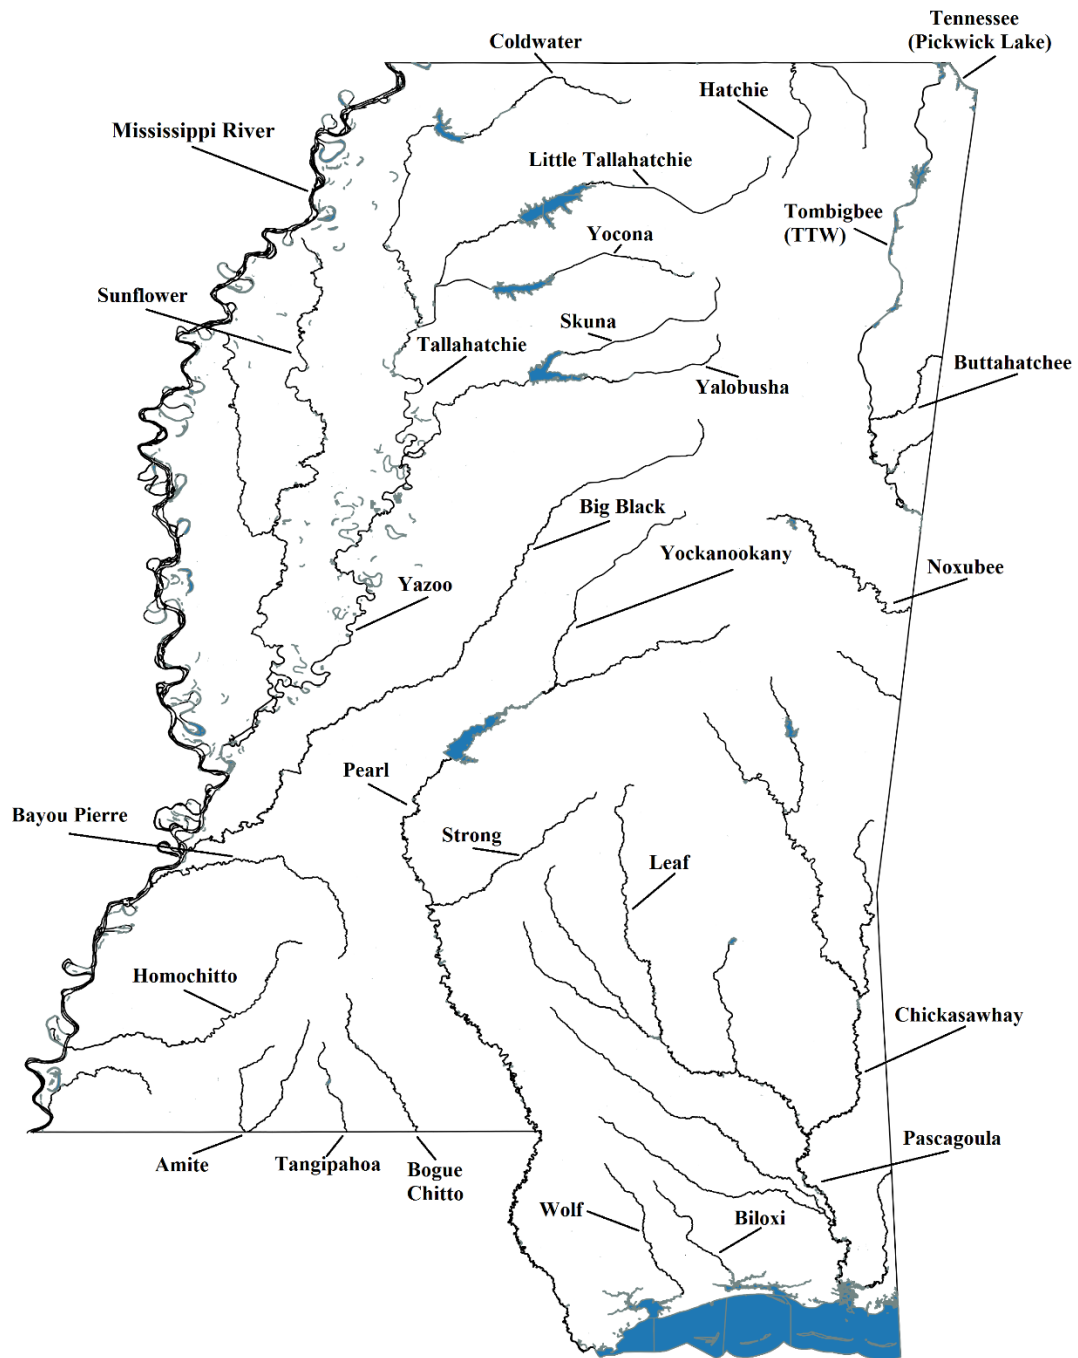 Tennessee
(Pickwick Lake)
Coldwater
Hatchie
Mississippi River
Little Tallahatchie
Tombigbee
(TTW)
Yocona
Sunflower
Skuna
Tallahatchie
Buttahatchee
Yalobusha
Big Black
Yockanookany
Noxubee
Yazoo
Pearl
Bayou Pierre
Strong
Leaf
Homochitto
Chickasawhay
Pascagoula
Amite
Tangipahoa
Bogue
Chitto
Wolf
Biloxi